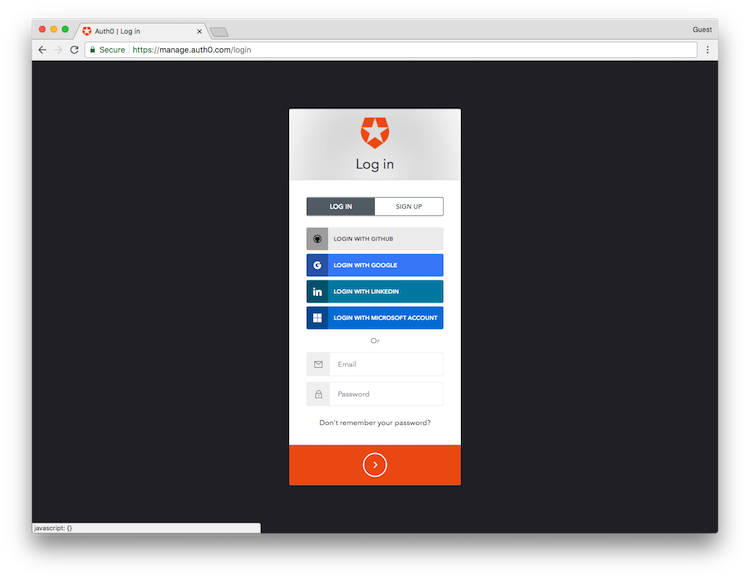 Auth0 | Log in
Guest
Secure https://manage.auth0.com/login
Log in
LOG IN SIGN UP
LOGIN WITH GITHUB
LOGIN WITH GOOGLE
LOGIN WITH LINKEDIN
LOGIN WITH MICROSOFT ACCOUNT
Or
Email
Password
Don't remember your password?
javascript: {}